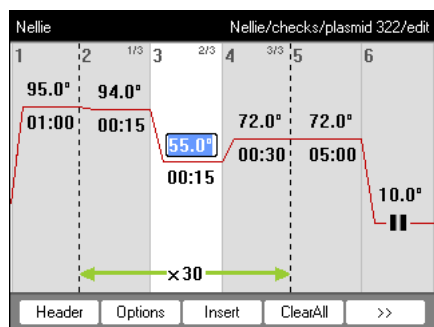 Nellie Nellie/checks/plasmid 322/edit
1 2 1/3 3 2/3 4 3/3 5 6
95.0° 94.0° 72.0° 72.0°
01:00 00:15 55.0° 00:30 05:00
00:15
10.0°
×30
Header Options Insert ClearAll >>